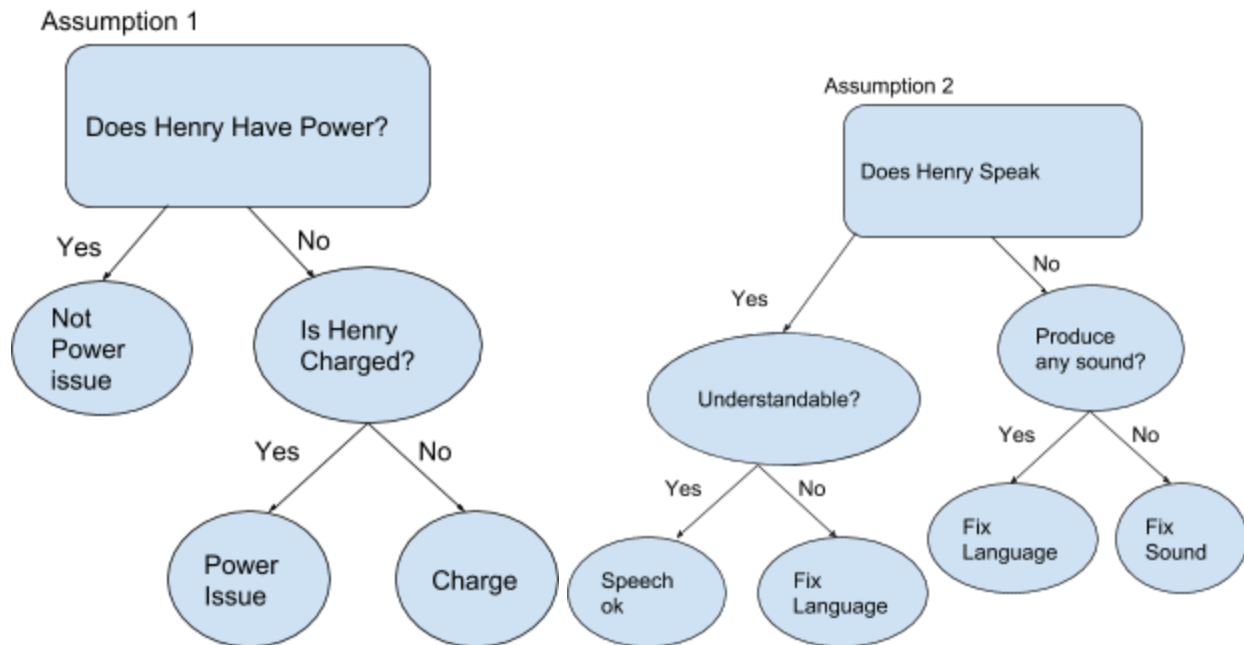 Assumption 1
Does Henry Have Power?
Yes
No
Not
Power
issue
Is Henry
Charged?
Yes
No
Power
Issue
Charge
Assumption 2
Does Henry Speak
Yes
No
Understandable?
Produce
any sound?
Yes
No
Yes
No
Speech
ok
Fix
Language
Fix
Language
Fix
Sound